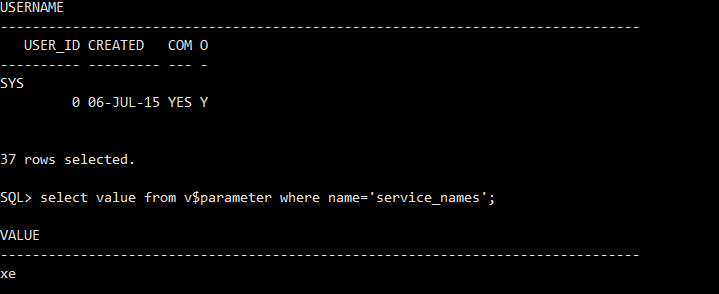 USERNAME
--------------------------------------------------------------------------------
   USER_ID CREATED   COM O
---------- --------- --- -
SYS
         0 06-JUL-15 YES Y
37 rows selected.
SQL> select value from v$parameter where name='service_names';
VALUE
--------------------------------------------------------------------------------
xe